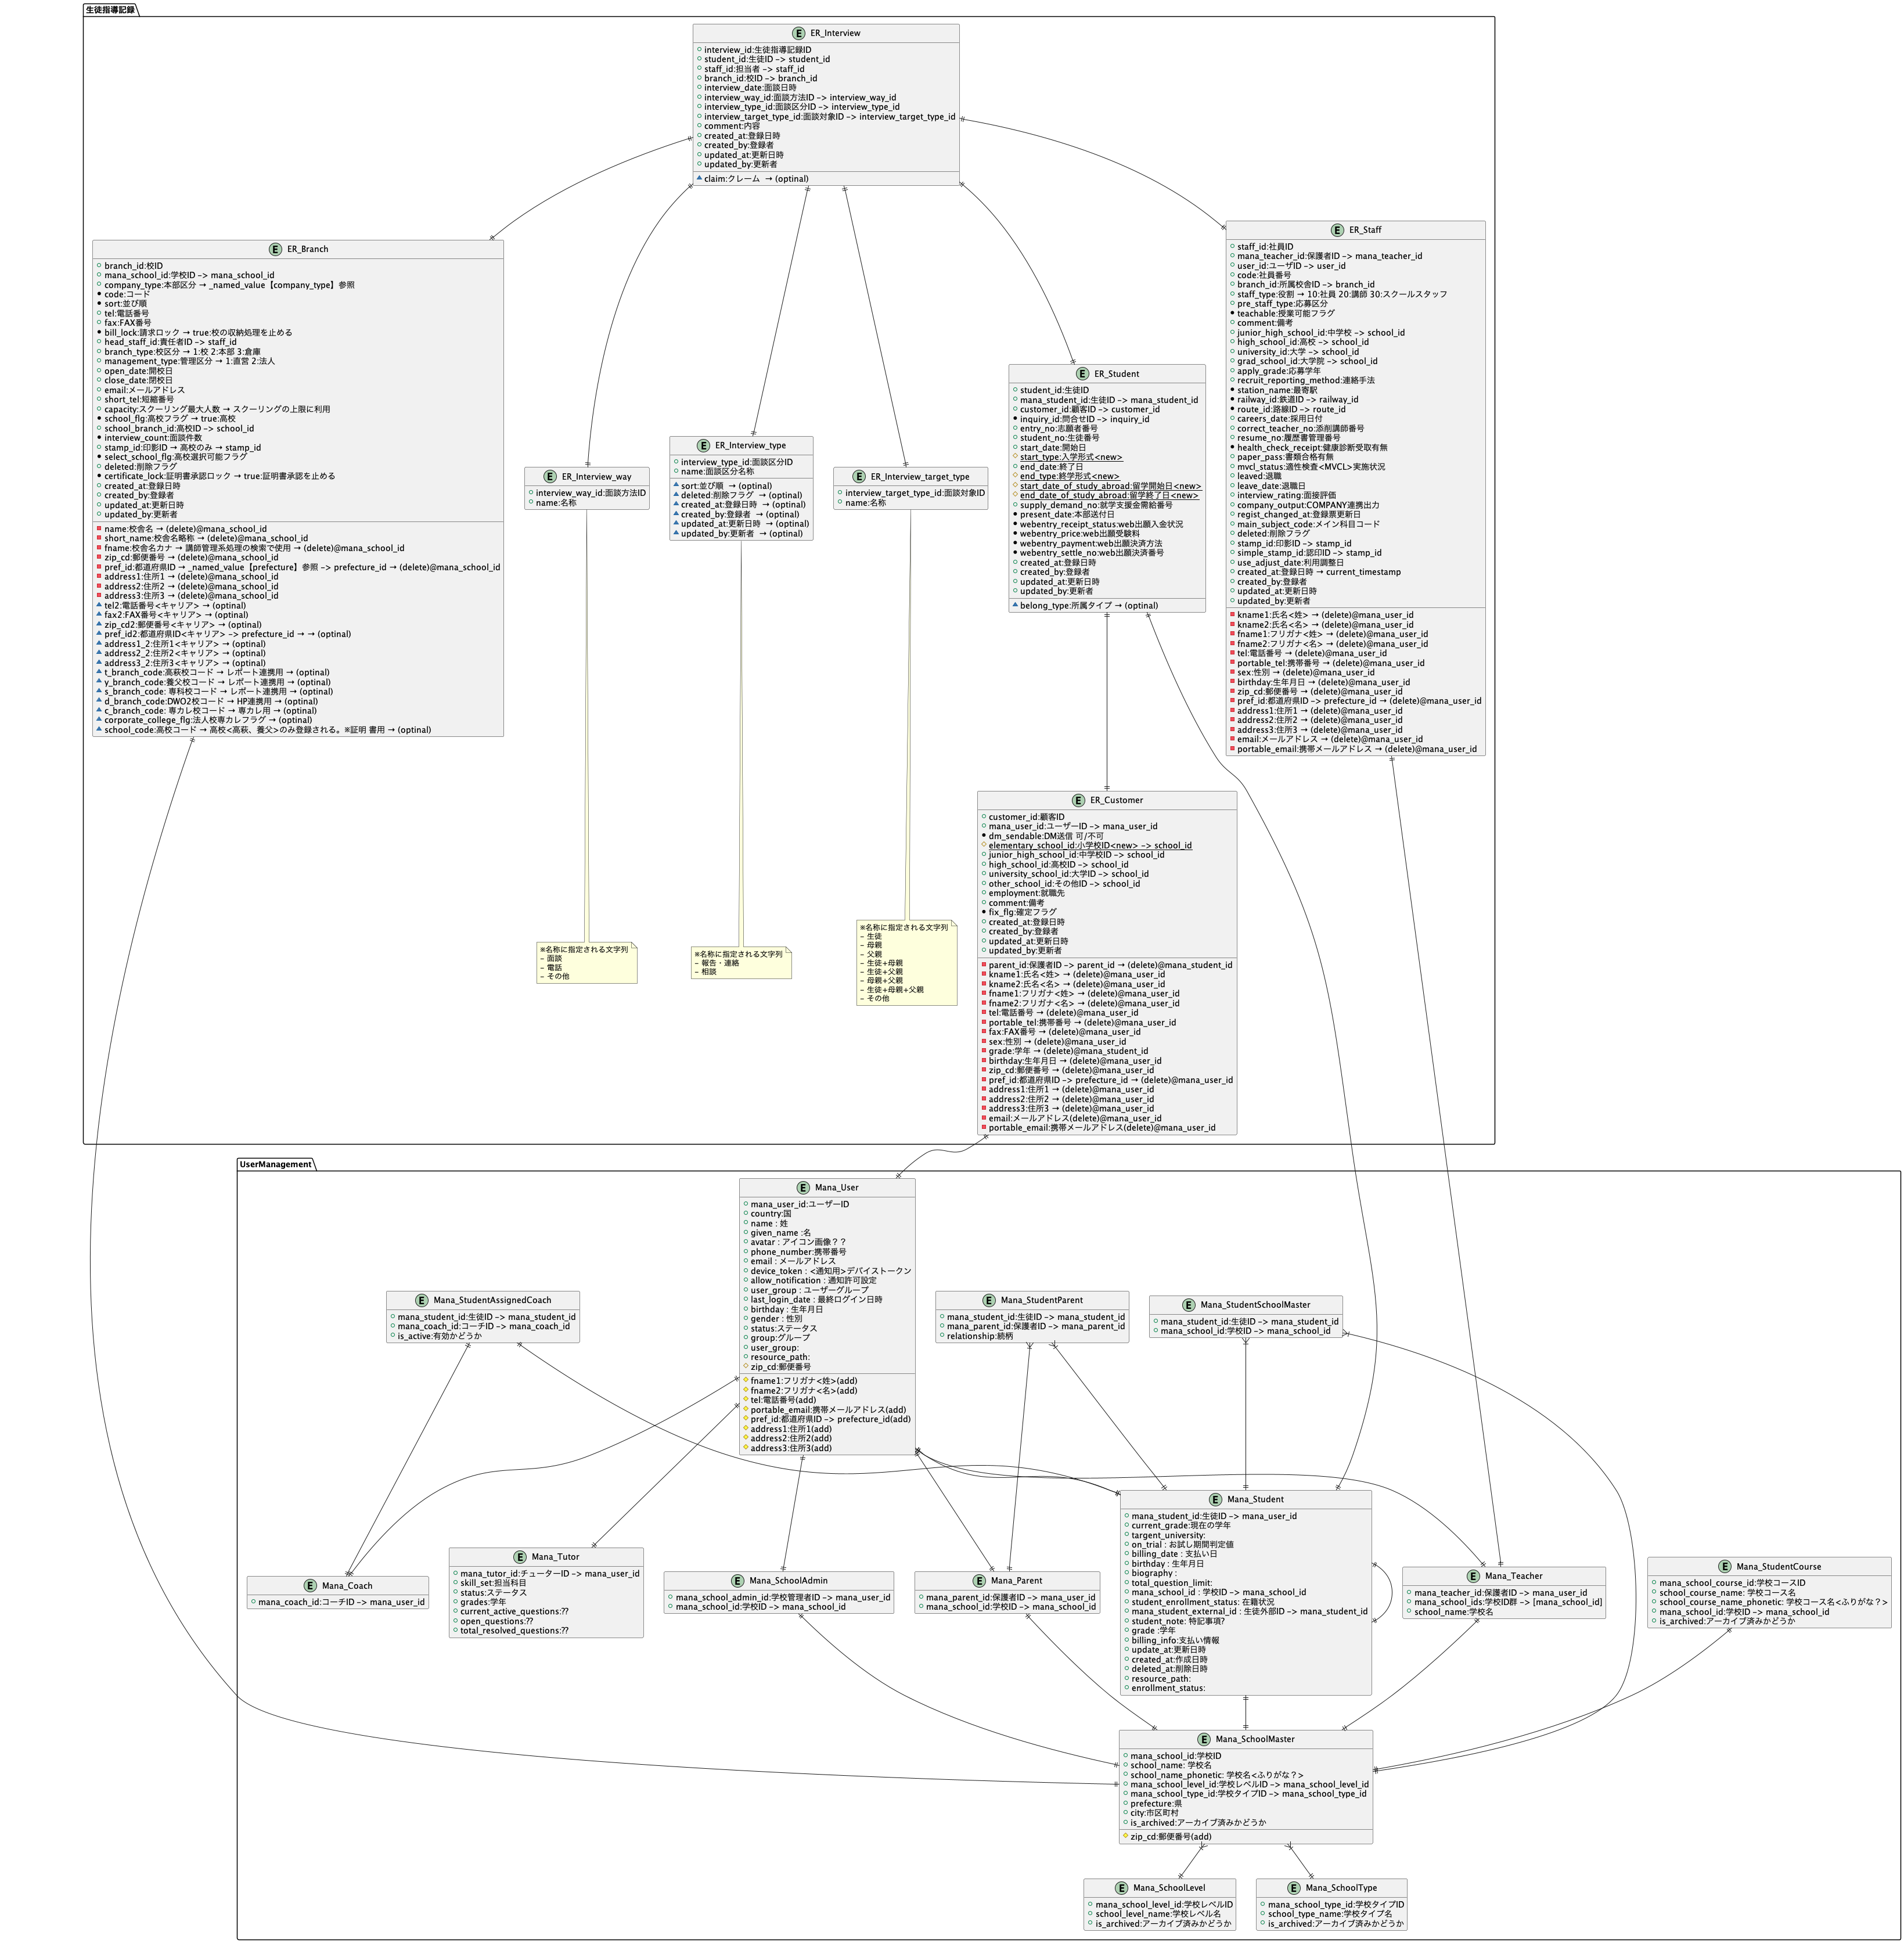 生徒指導記録
ER_Interview
interview_id:生徒指導記録ID
student_id:生徒ID -> student_id
staff_id:担当者 -> staff_id
branch_id:校ID -> branch_id
interview_date:面談日時
interview_way_id:面談方法ID -> interview_way_id
interview_type_id:面談区分ID -> interview_type_id
interview_target_type_id:面談対象ID -> interview_target_type_id
comment:内容
created_at:登録日時
created_by:登録者
updated_at:更新日時
updated_by:更新者
claim:クレーム → (optinal)
ER_Branch
branch_id:校ID
mana_school_id:学校ID -> mana_school_id
company_type:本部区分 → _named_value【company_type】参照
code:コード
sort:並び順
tel:電話番号
fax:FAX番号
bill_lock:請求ロック → true:校の収納処理を止める
head_staff_id:責任者ID -> staff_id
branch_type:校区分 → 1:校 2:本部 3:倉庫
management_type:管理区分 → 1:直営 2:法人
open_date:開校日
close_date:閉校日
email:メールアドレス
short_tel:短縮番号
capacity:スクーリング最大人数 → スクーリングの上限に利用
school_flg:高校フラグ → true:高校
school_branch_id:高校ID -> school_id
interview_count:面談件数
stamp_id:印影ID → 高校のみ → stamp_id
select_school_flg:高校選択可能フラグ
deleted:削除フラグ
certificate_lock:証明書承認ロック → true:証明書承認を止める
created_at:登録日時
created_by:登録者
updated_at:更新日時
updated_by:更新者
name:校舎名 → (delete)@mana_school_id
short_name:校舎名略称 → (delete)@mana_school_id
fname:校舎名カナ → 講師管理系処理の検索で使用 → (delete)@mana_school_id
zip_cd:郵便番号 → (delete)@mana_school_id
pref_id:都道府県ID → _named_value【prefecture】参照 -> prefecture_id → (delete)@mana_school_id
address1:住所1 → (delete)@mana_school_id
address2:住所2 → (delete)@mana_school_id
address3:住所3 → (delete)@mana_school_id
tel2:電話番号<キャリア> → (optinal)
fax2:FAX番号<キャリア> → (optinal)
zip_cd2:郵便番号<キャリア> → (optinal)
pref_id2:都道府県ID<キャリア> -> prefecture_id → → (optinal)
address1_2:住所1<キャリア> → (optinal)
address2_2:住所2<キャリア> → (optinal)
address3_2:住所3<キャリア> → (optinal)
t_branch_code:高萩校コード → レポート連携用 → (optinal)
y_branch_code:養父校コード → レポート連携用 → (optinal)
s_branch_code: 専科校コード → レポート連携用 → (optinal)
d_branch_code:DWO2校コード → HP連携用 → (optinal)
c_branch_code: 専カレ校コード → 専カレ用 → (optinal)
corporate_college_flg:法人校専カレフラグ → (optinal)
school_code:高校コード → 高校<高萩、養父>のみ登録される。※証明 書用 → (optinal)
ER_Interview_way
interview_way_id:面談方法ID
name:名称
ER_Interview_type
interview_type_id:面談区分ID
name:面談区分名称
sort:並び順 → (optinal)
deleted:削除フラグ → (optinal)
created_at:登録日時 → (optinal)
created_by:登録者 → (optinal)
updated_at:更新日時 → (optinal)
updated_by:更新者 → (optinal)
ER_Interview_target_type
interview_target_type_id:面談対象ID
name:名称
ER_Student
student_id:生徒ID
mana_student_id:生徒ID -> mana_student_id
customer_id:顧客ID -> customer_id
inquiry_id:問合せID -> inquiry_id
entry_no:志願者番号
student_no:生徒番号
start_date:開始日
start_type:入学形式<new>
end_date:終了日
end_type:終学形式<new>
start_date_of_study_abroad:留学開始日<new>
end_date_of_study_abroad:留学終了日<new>
supply_demand_no:就学支援金需給番号
present_date:本部送付日
webentry_receipt_status:web出願入金状況
webentry_price:web出願受験料
webentry_payment:web出願決済方法
webentry_settle_no:web出願決済番号
created_at:登録日時
created_by:登録者
updated_at:更新日時
updated_by:更新者
belong_type:所属タイプ → (optinal)
ER_Staff
staff_id:社員ID
mana_teacher_id:保護者ID -> mana_teacher_id
user_id:ユーザID -> user_id
code:社員番号
branch_id:所属校舎ID -> branch_id
staff_type:役割 → 10:社員 20:講師 30:スクールスタッフ
pre_staff_type:応募区分
teachable:授業可能フラグ
comment:備考
junior_high_school_id:中学校 -> school_id
high_school_id:高校 -> school_id
university_id:大学 -> school_id
grad_school_id:大学院 -> school_id
apply_grade:応募学年
recruit_reporting_method:連絡手法
station_name:最寄駅
railway_id:鉄道ID -> railway_id
route_id:路線ID -> route_id
careers_date:採用日付
correct_teacher_no:添削講師番号
resume_no:履歴書管理番号
health_check_receipt:健康診断受取有無
paper_pass:書類合格有無
mvcl_status:適性検査<MVCL>実施状況
leaved:退職
leave_date:退職日
interview_rating:面接評価
company_output:COMPANY連携出力
regist_changed_at:登録票更新日
main_subject_code:メイン科目コード
deleted:削除フラグ
stamp_id:印影ID -> stamp_id
simple_stamp_id:認印ID -> stamp_id
use_adjust_date:利用調整日
created_at:登録日時 → current_timestamp
created_by:登録者
updated_at:更新日時
updated_by:更新者
kname1:氏名<姓> → (delete)@mana_user_id
kname2:氏名<名> → (delete)@mana_user_id
fname1:フリガナ<姓> → (delete)@mana_user_id
fname2:フリガナ<名> → (delete)@mana_user_id
tel:電話番号 → (delete)@mana_user_id
portable_tel:携帯番号 → (delete)@mana_user_id
sex:性別 → (delete)@mana_user_id
birthday:生年月日 → (delete)@mana_user_id
zip_cd:郵便番号 → (delete)@mana_user_id
pref_id:都道府県ID -> prefecture_id → (delete)@mana_user_id
address1:住所1 → (delete)@mana_user_id
address2:住所2 → (delete)@mana_user_id
address3:住所3 → (delete)@mana_user_id
email:メールアドレス → (delete)@mana_user_id
portable_email:携帯メールアドレス → (delete)@mana_user_id
ER_Customer
customer_id:顧客ID
mana_user_id:ユーザーID -> mana_user_id
dm_sendable:DM送信 可/不可
elementary_school_id:小学校ID<new> -> school_id
junior_high_school_id:中学校ID -> school_id
high_school_id:高校ID -> school_id
university_school_id:大学ID -> school_id
other_school_id:その他ID -> school_id
employment:就職先
comment:備考
fix_flg:確定フラグ
created_at:登録日時
created_by:登録者
updated_at:更新日時
updated_by:更新者
parent_id:保護者ID -> parent_id → (delete)@mana_student_id
kname1:氏名<姓> → (delete)@mana_user_id
kname2:氏名<名> → (delete)@mana_user_id
fname1:フリガナ<姓> → (delete)@mana_user_id
fname2:フリガナ<名> → (delete)@mana_user_id
tel:電話番号 → (delete)@mana_user_id
portable_tel:携帯番号 → (delete)@mana_user_id
fax:FAX番号 → (delete)@mana_user_id
sex:性別 → (delete)@mana_user_id
grade:学年 → (delete)@mana_student_id
birthday:生年月日 → (delete)@mana_user_id
zip_cd:郵便番号 → (delete)@mana_user_id
pref_id:都道府県ID -> prefecture_id → (delete)@mana_user_id
address1:住所1 → (delete)@mana_user_id
address2:住所2 → (delete)@mana_user_id
address3:住所3 → (delete)@mana_user_id
email:メールアドレス(delete)@mana_user_id
portable_email:携帯メールアドレス(delete)@mana_user_id
※名称に指定される文字列
- 面談
- 電話
- その他
※名称に指定される文字列
- 報告・連絡
- 相談
※名称に指定される文字列
- 生徒
- 母親
- 父親
- 生徒+母親
- 生徒+父親
- 母親+父親
- 生徒+母親+父親
- その他
UserManagement
Mana_User
mana_user_id:ユーザーID
country:国
name : 姓
given_name :名
avatar : アイコン画像？？
phone_number:携帯番号
email : メールアドレス
device_token : <通知用>デバイストークン
allow_notification : 通知許可設定
user_group : ユーザーグループ
last_login_date : 最終ログイン日時
birthday : 生年月日
gender : 性別
status:ステータス
group:グループ
user_group:
resource_path:
zip_cd:郵便番号
fname1:フリガナ<姓>(add)
fname2:フリガナ<名>(add)
tel:電話番号(add)
portable_email:携帯メールアドレス(add)
pref_id:都道府県ID -> prefecture_id(add)
address1:住所1(add)
address2:住所2(add)
address3:住所3(add)
Mana_StudentAssignedCoach
mana_student_id:生徒ID -> mana_student_id
mana_coach_id:コーチID -> mana_coach_id
is_active:有効かどうか
Mana_StudentParent
mana_student_id:生徒ID -> mana_student_id
mana_parent_id:保護者ID -> mana_parent_id
relationship:続柄
Mana_StudentSchoolMaster
mana_student_id:生徒ID -> mana_student_id
mana_school_id:学校ID -> mana_school_id
Mana_Coach
mana_coach_id:コーチID -> mana_user_id
Mana_Tutor
mana_tutor_id:チューターID -> mana_user_id
skill_set:担当科目
status:ステータス
grades:学年
current_active_questions:??
open_questions:??
total_resolved_questions:??
Mana_SchoolAdmin
mana_school_admin_id:学校管理者ID -> mana_user_id
mana_school_id:学校ID -> mana_school_id
Mana_Parent
mana_parent_id:保護者ID -> mana_user_id
mana_school_id:学校ID -> mana_school_id
Mana_Student
mana_student_id:生徒ID -> mana_user_id
current_grade:現在の学年
targent_university:
on_trial : お試し期間判定値
billing_date : 支払い日
birthday : 生年月日
biography :
total_question_limit:
mana_school_id : 学校ID -> mana_school_id
student_enrollment_status: 在籍状況
mana_student_external_id : 生徒外部ID -> mana_student_id
student_note: 特記事項?
grade :学年
billing_info:支払い情報
update_at:更新日時
created_at:作成日時
deleted_at:削除日時
resource_path:
enrollment_status:
Mana_Teacher
mana_teacher_id:保護者ID -> mana_user_id
mana_school_ids:学校ID群 -> [mana_school_id]
school_name:学校名
Mana_StudentCourse
mana_school_course_id:学校コースID
school_course_name: 学校コース名
school_course_name_phonetic: 学校コース名<ふりがな？>
mana_school_id:学校ID -> mana_school_id
is_archived:アーカイブ済みかどうか
Mana_SchoolMaster
mana_school_id:学校ID
school_name: 学校名
school_name_phonetic: 学校名<ふりがな？>
mana_school_level_id:学校レベルID -> mana_school_level_id
mana_school_type_id:学校タイプID -> mana_school_type_id
prefecture:県
city:市区町村
is_archived:アーカイブ済みかどうか
zip_cd:郵便番号(add)
Mana_SchoolLevel
mana_school_level_id:学校レベルID
school_level_name:学校レベル名
is_archived:アーカイブ済みかどうか
Mana_SchoolType
mana_school_type_id:学校タイプID
school_type_name:学校タイプ名
is_archived:アーカイブ済みかどうか